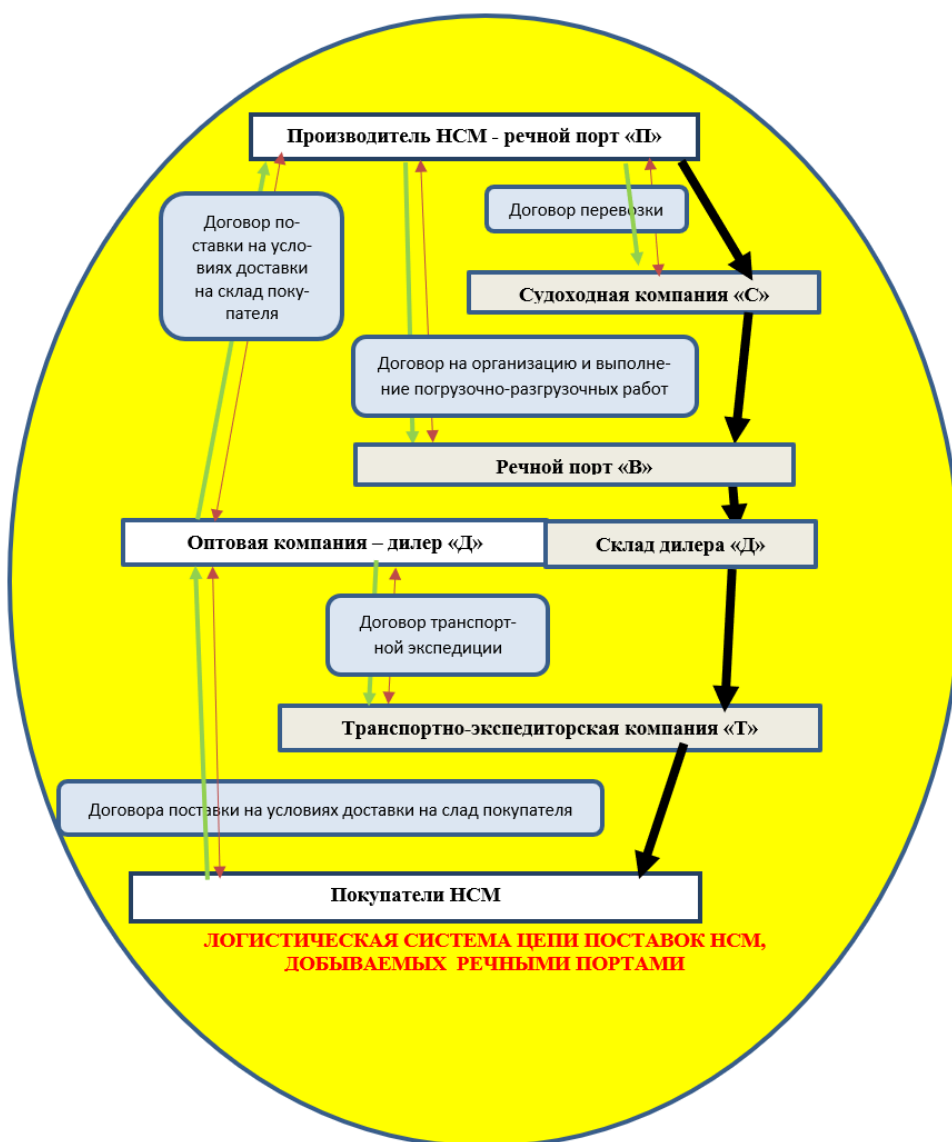 Производитель НСМ - речной порт «П»
Договор по-
ставки на усло-
виях доставки
на склад поку-
пателя
Договор перевозки
Судоходная компания «С»
Договор на организацию и выполне-
ние погрузочно-разгрузочных работ
Речной порт «В»
Оптовая компания – дилер «Д»
Склад дилера «Д»
Договор транспорт-
ной экспедиции
Транспортно-экспедиторская компания «Т»
Договора поставки на условиях доставки на слад покупателя
Покупатели НСМ
ЛОГИСТИЧЕСКАЯ СИСТЕМА ЦЕПИ ПОСТАВОК НСМ,
ДОБЫВАЕМЫХ РЕЧНЫМИ ПОРТАМИ